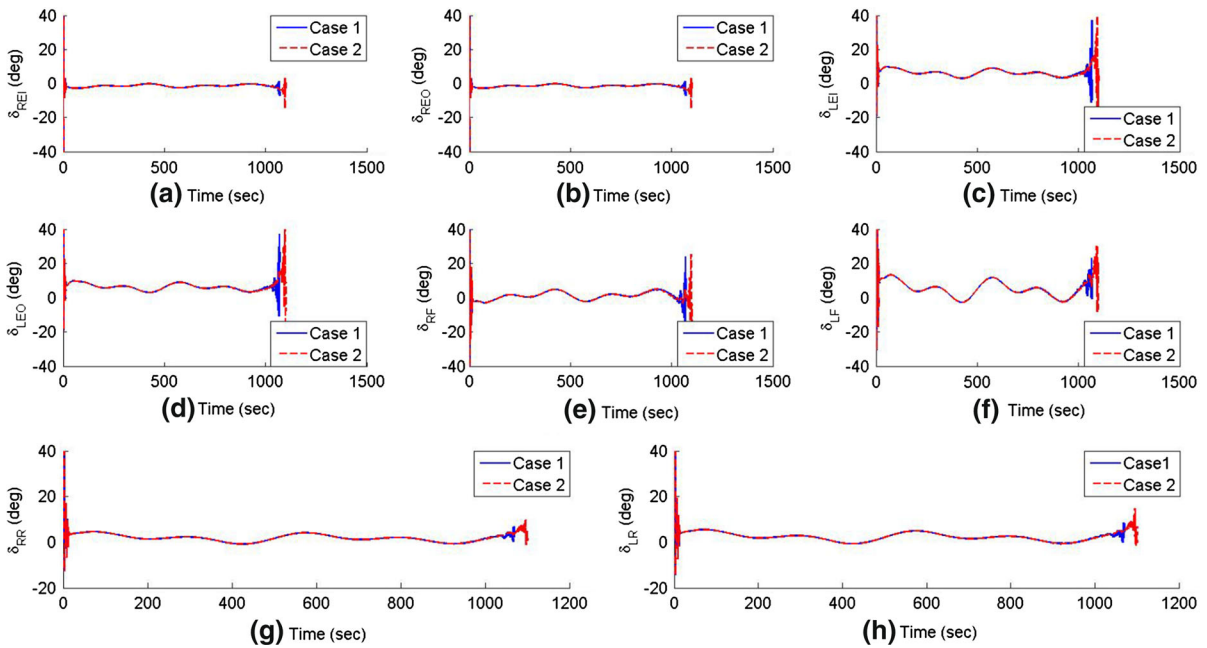 40
20
0
-20
-40
δREI (deg)
Case 1
Case 2
0 500 1000 1500
(a) Time (sec)
40
20
0
-20
-40
δREO (deg)
Case 1
Case 2
0 500 1000 1500
(b) Time (sec)
40
20
0
-20
-40
δLEI (deg)
Case 1
Case 2
0 500 1000 1500
(c) Time (sec)
40
20
0
-20
-40
δLEO (deg)
Case 1
Case 2
0 500 1000 1500
(d) Time (sec)
40
20
0
-20
-40
δRF (deg)
Case 1
Case 2
0 500 1000 1500
(e) Time (sec)
40
20
0
-20
-40
δLF (deg)
Case 1
Case 2
0 500 1000 1500
(f) Time (sec)
40
20
0
-20
δRR (deg)
Case 1
Case 2
0 200 400 600 800 1000 1200
(g) Time (sec)
40
20
0
-20
δLR (deg)
Case1
Case 2
0 200 400 600 800 1000 1200
(h) Time (sec)